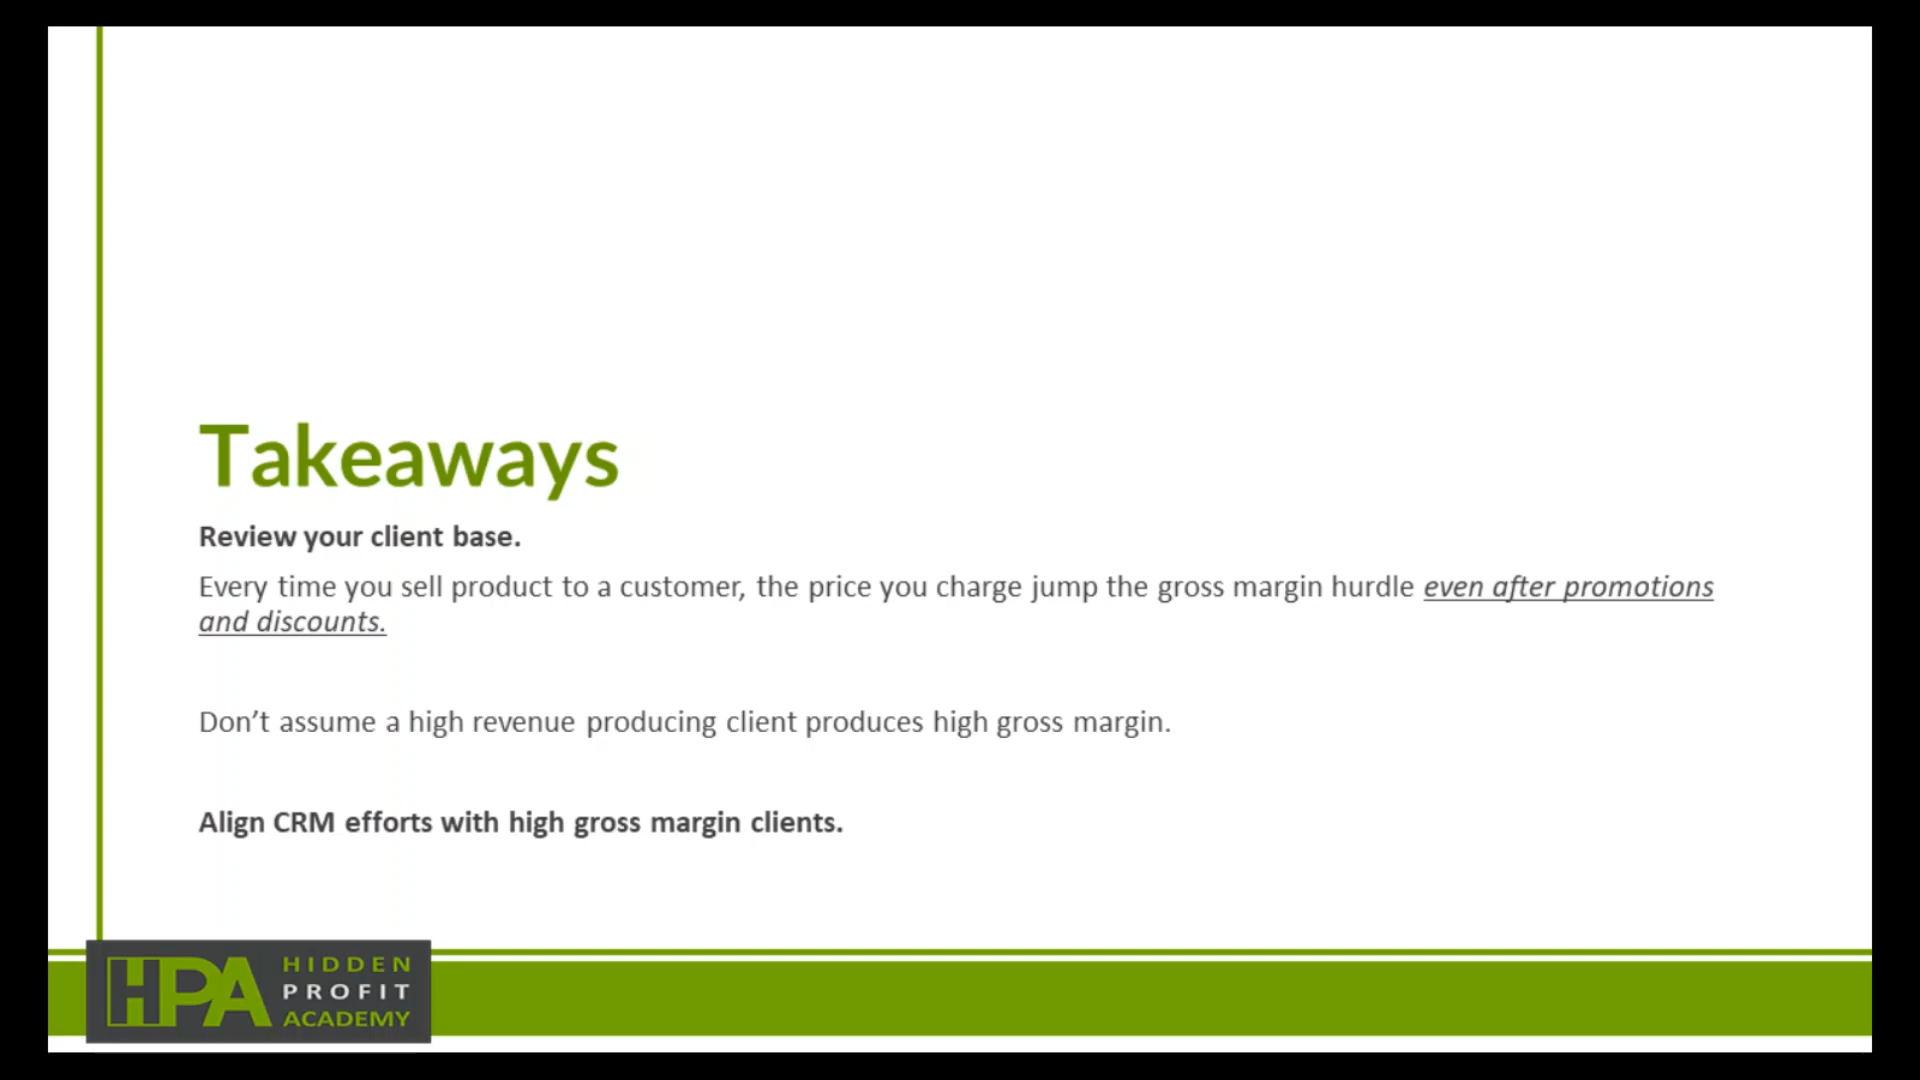 Takeaways
Review your client base.
Every time you sell product to a customer, the price you charge jump the gross margin hurdle even after promotions
and discounts.
Don’t assume a high revenue producing client produces high gross margin.
Align CRM efforts with high gross margin clients.
HPA
HIDDEN
PROFIT
ACADEMY